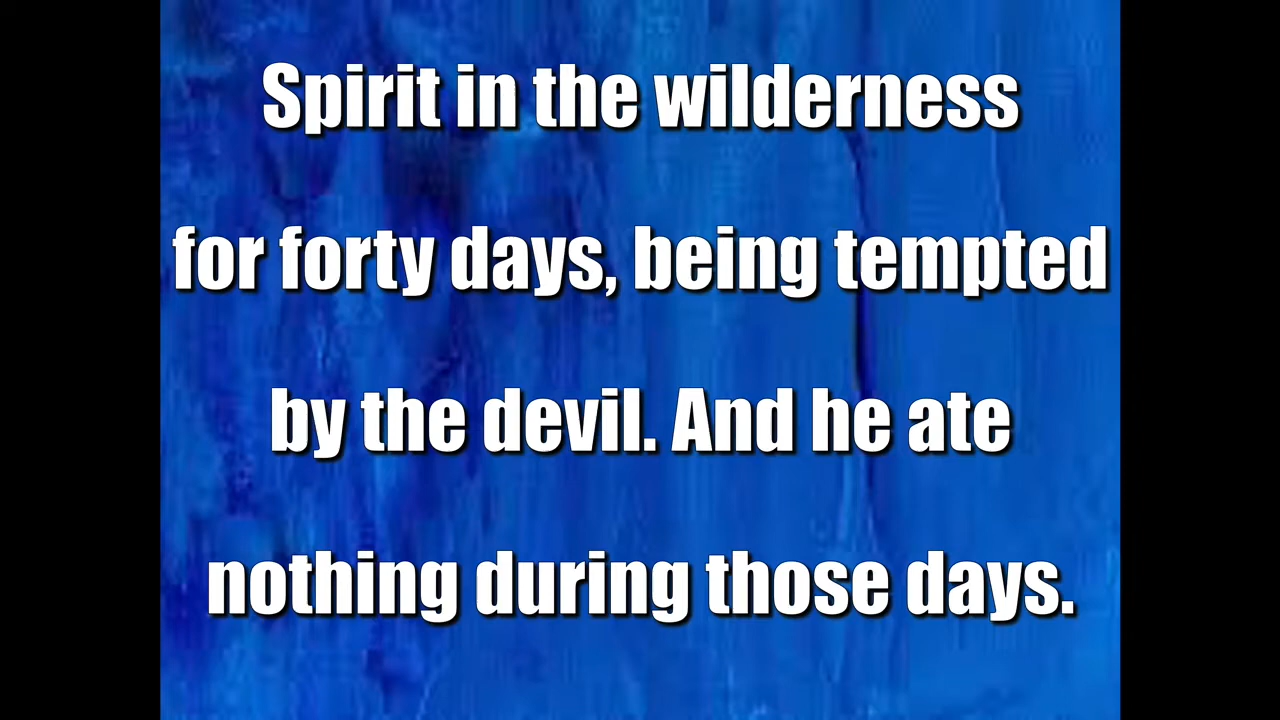 Spirit in the wilderness
for forty days, being tempted
by the devil. And he ate
nothing during those days.